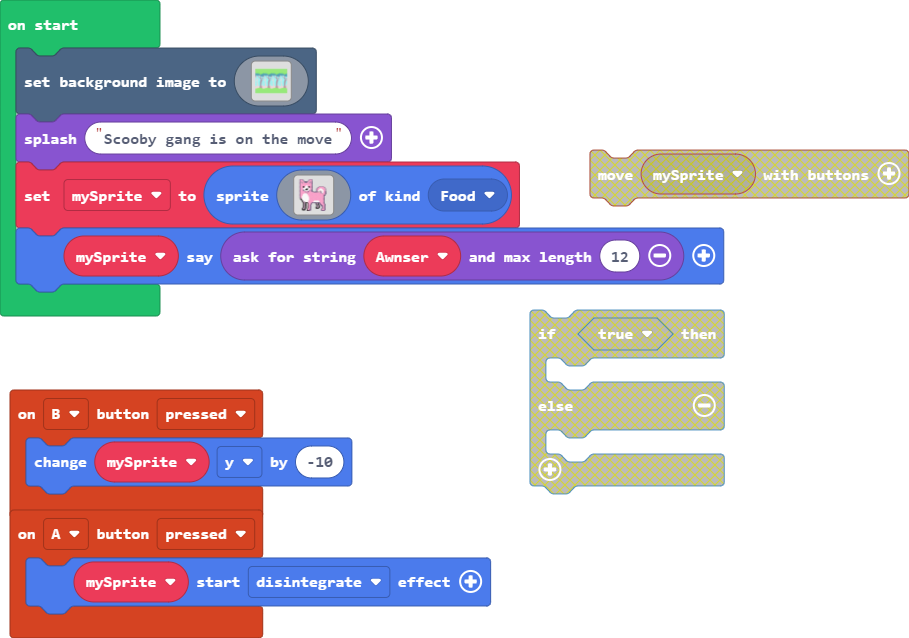 on start
set background image to
splash "Scooby gang is on the move"
set mySprite to sprite of kind Food
move mySprite with buttons
mySprite say ask for string Awnser and max length 12
if true then
else
on B button pressed
change mySprite y by -10
on A button pressed
mySprite start disintegrate effect